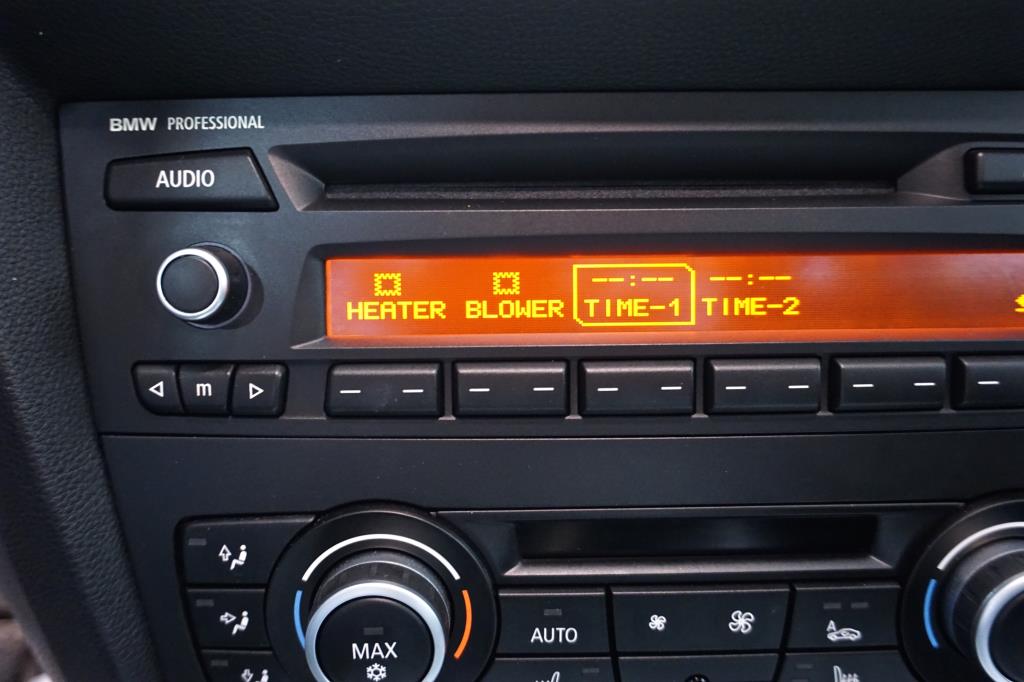 BMW PROFESSIONAL
AUDIO
--:-- --:--
HEATER BLOWER TIME-1 TIME-2
m
MAX
AUTO
A